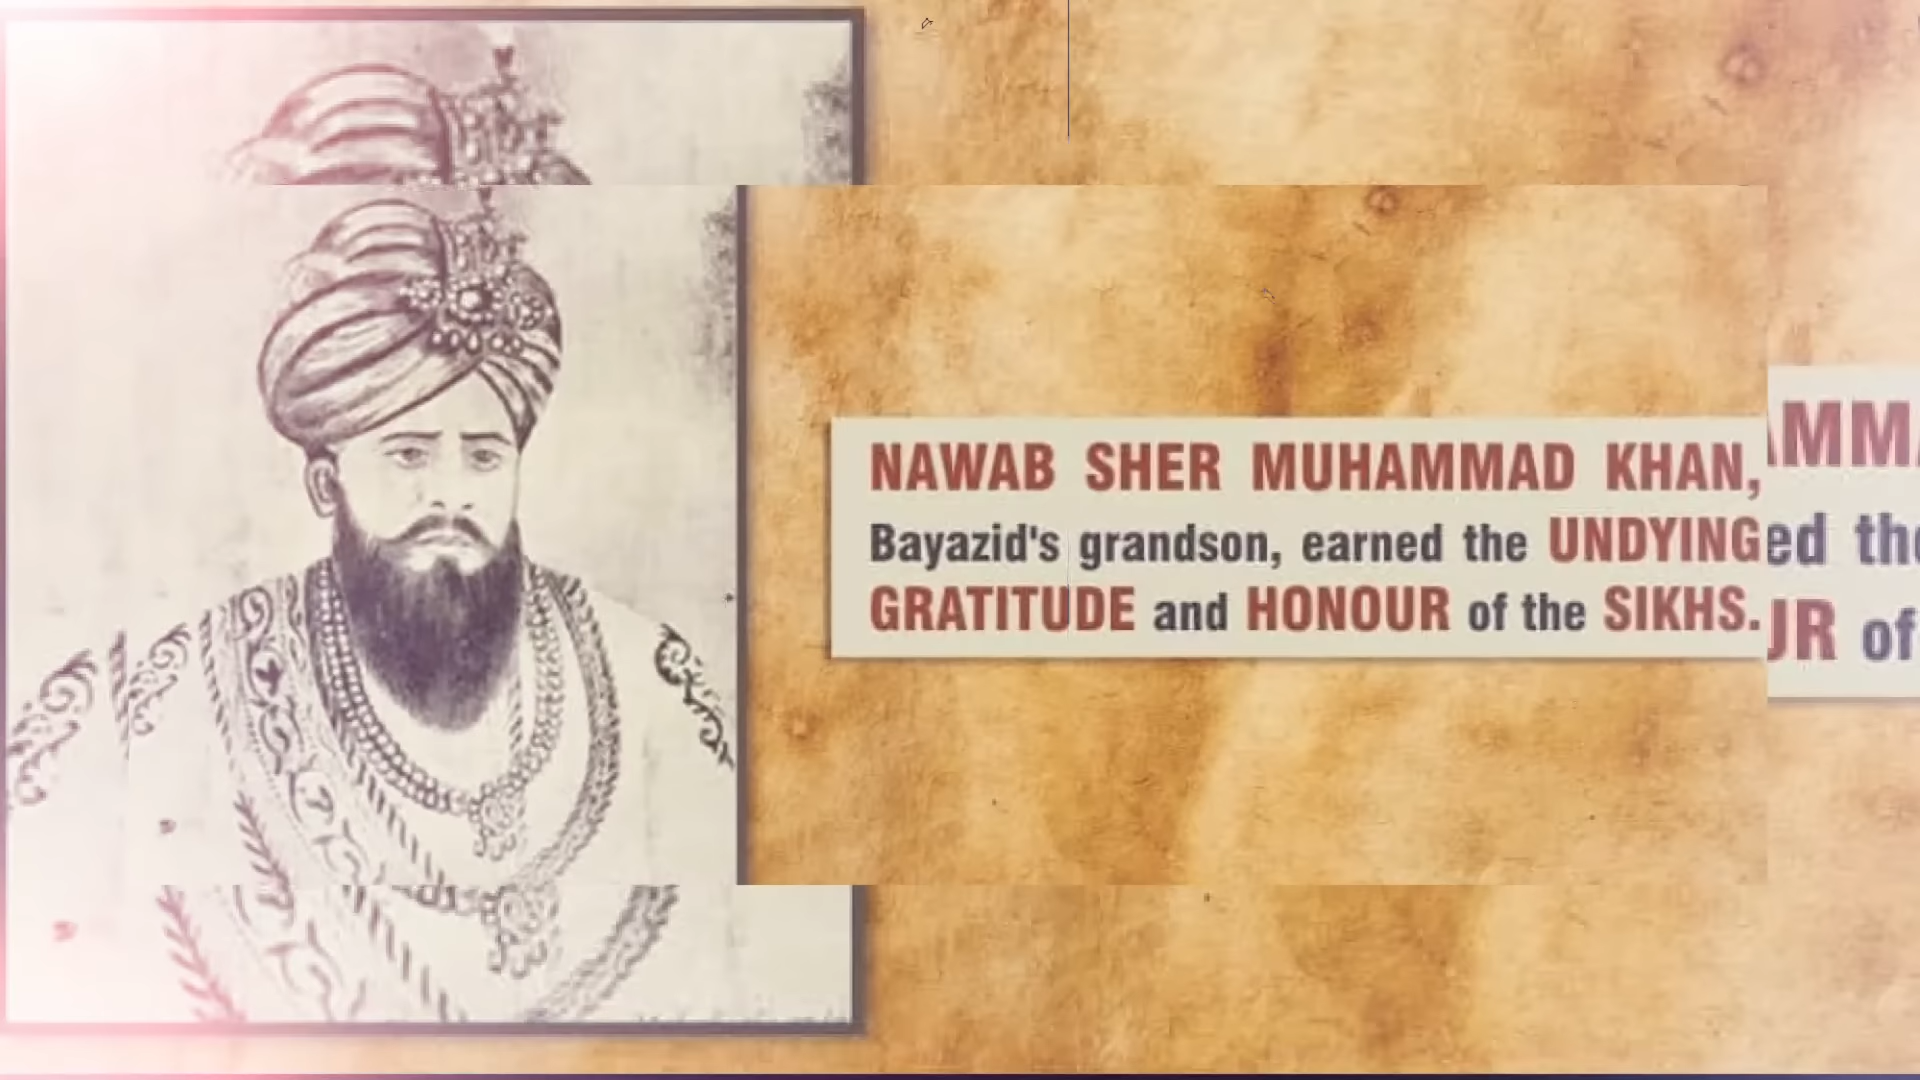 NAWAB SHER MUHAMMAD KHAN,
Bayazid's grandson, earned the UNDYING
GRATITUDE and HONOUR of the SIKHS.